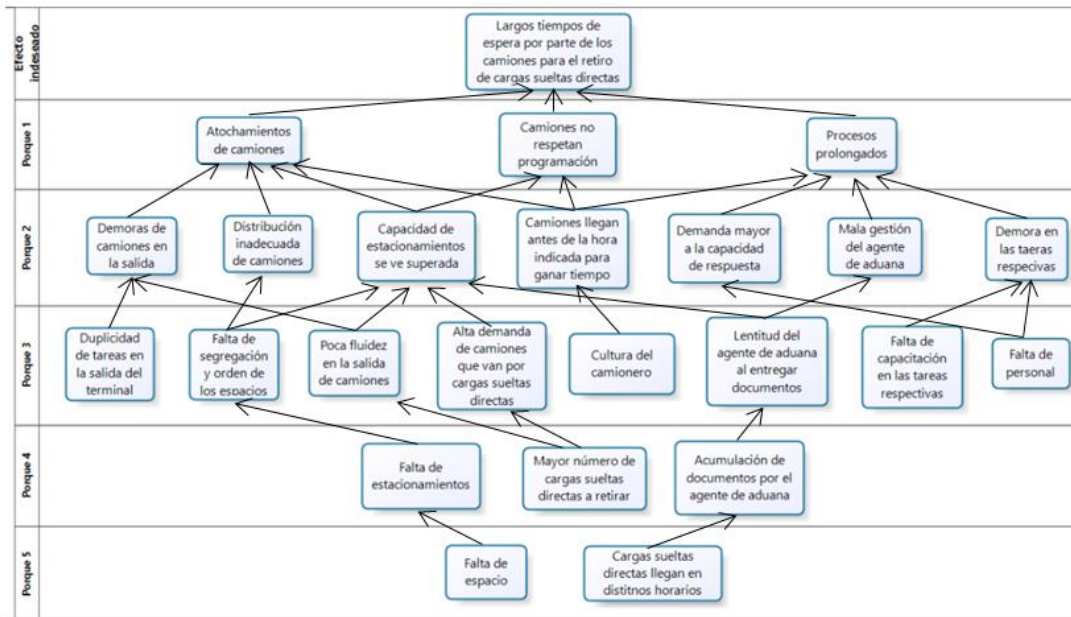 Efecto
indeseado
Largos tiempos de
espera por parte de los
camiones para el retiro
de cargas sueltas directas
Porque 1
Atochamientos
de camiones
Camiones no
respetan
programación
Procesos
prolongados
Porque 2
Demoras de
camiones en
la salida
Distribución
inadecuada
de camiones
Capacidad de
estacionamientos
se ve superada
Camiones llegan
antes de la hora
indicada para
ganar tiempo
Demanda mayor
a la capacidad
de respuesta
Mala gestión
del agente
de aduana
Demora en
las taeras
respecivas
Porque 3
Duplicidad
de tareas en
la salida del
terminal
Falta de
segregación
y orden de
los espacios
Poca fluidez
en la salida
de camiones
Alta demanda
de camiones
que van por
cargas sueltas
directas
Cultura del
camionero
Lentitud del
agente de aduana
al entregar
documentos
Falta de
capacitación
en las tareas
respectivas
Falta de
personal
Porque 4
Falta de
estacionamientos
Mayor número de
cargas sueltas
directas a retirar
Acumulación de
documentos por el
agente de aduana
Porque 5
Falta de
espacio
Cargas sueltas
directas llegan en
distitnos horarios